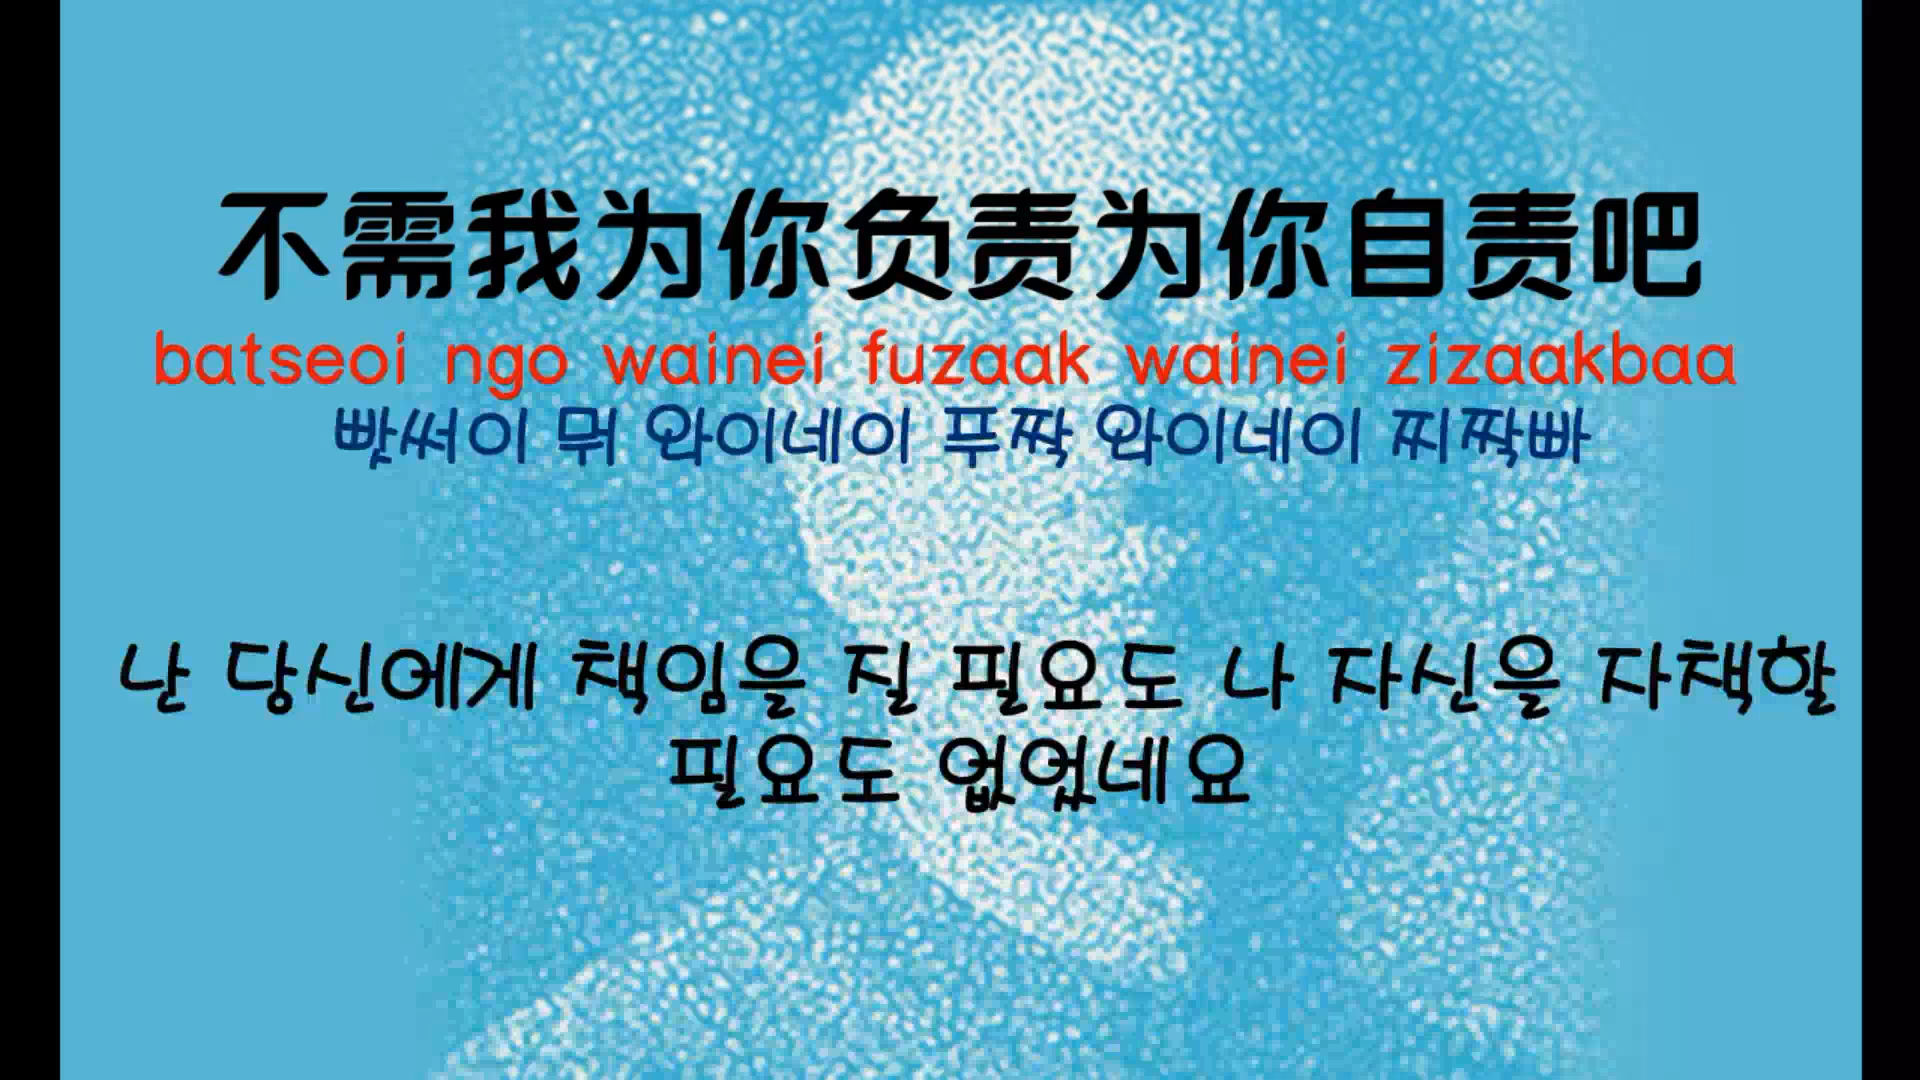 不需我为你负责为你自责吧
batseoi ngo wainei fuzaak wainei zizaakbaa
빳써이 뭐 와이네이 푸짝 와이네이 찌짝빠
난 당신에게 책임을 질 필요도 나 자신을 자책할
필요도 없었네요